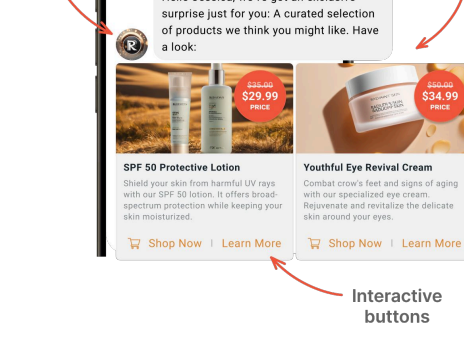 surprise just for you: A curated selection
of products we think you might like. Have
a look:
R
$35.00
$29.99
PRICE
$50.00
$34.99
PRICE
SPF 50 Protective Lotion
Shield your skin from harmful UV rays
with our SPF 50 lotion. It offers broad-
spectrum protection while keeping your
skin moisturized.
Shop Now | Learn More
Youthful Eye Revival Cream
Combat crow's feet and signs of aging
with our specialized eye cream.
Rejuvenate and revitalize the delicate
skin around your eyes.
Shop Now | Learn More
Interactive
buttons